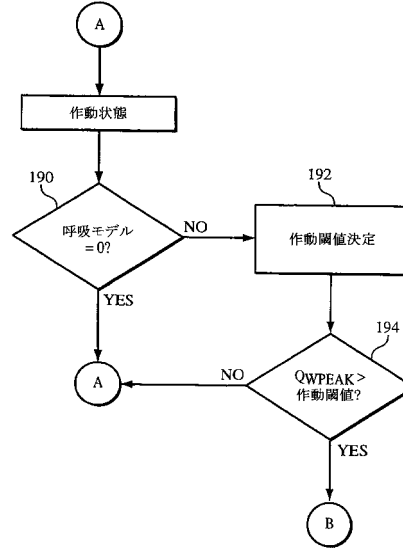 A
作動状態
190
呼吸モデル
=0?
NO
YES
A
192
作動閾値決定
194
QWPEAK>
作動閾値?
NO
YES
B